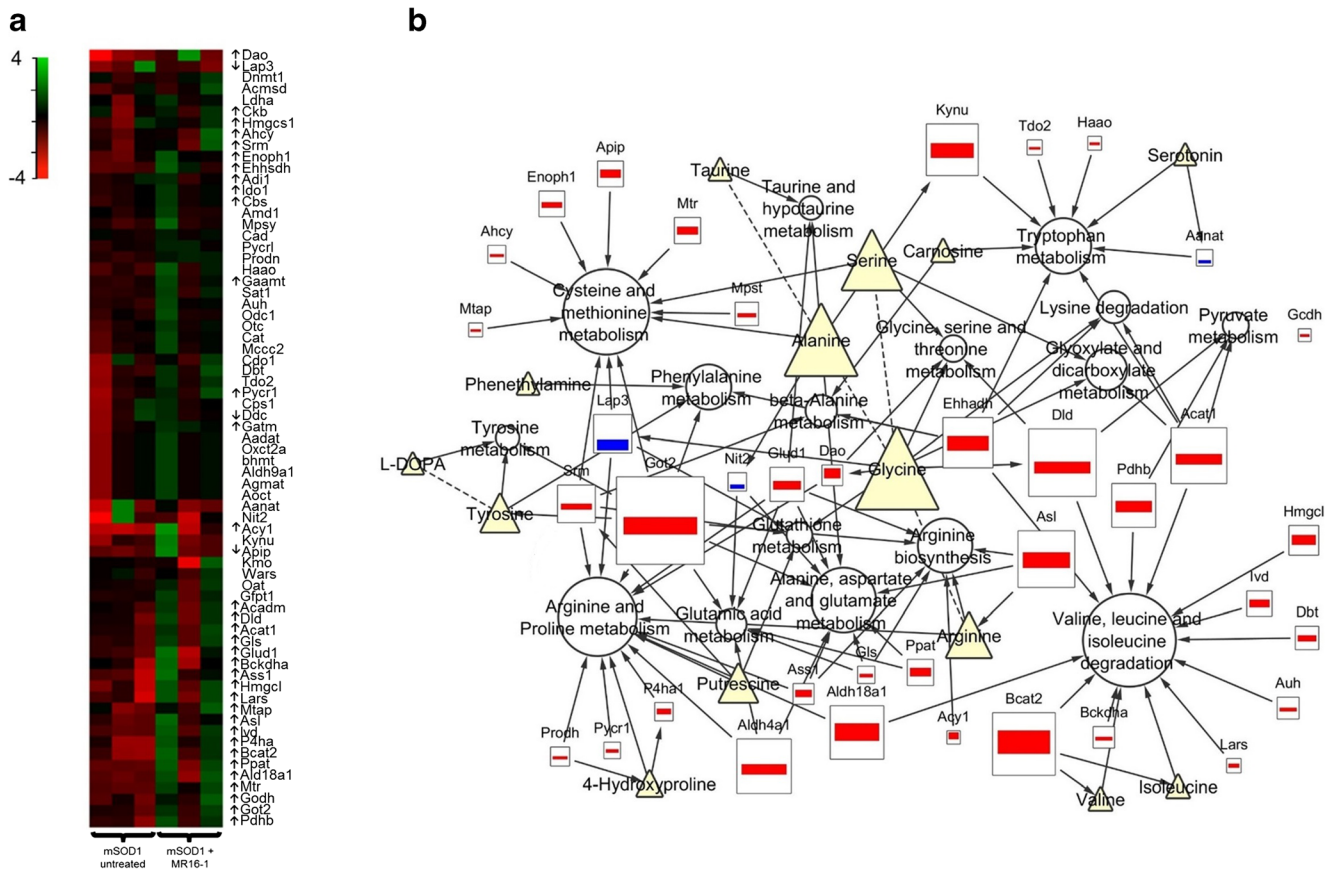 a
4
-4
↑Dao
↓Lap3
Dnmt1
Acmsd
Ldha
↑Ckb
↑Hmgcs1
↑Ahcy
↑Srm
↑Enoph1
↑Ehhsdh
↑Adi1
↑Ido1
↑Cbs
Amd1
Mpsy
Cad
Pycrl
Prodn
Haao
↑Gaamt
Sat1
Auh
Odc1
Otc
Cat
Mccc2
Cdo1
Dbt
Tdo2
↑Pycr1
Cps1
↓Ddc
↑Gatm
Aadat
Oxct2a
bhmt
Aldh9a1
Agmat
Aoct
Aanat
Nit2
↑Acy1
Kynu
↓Apip
Kmo
Wars
Oat
Gfpt1
↑Acadm
↑Dld
↑Acat1
↑Gls
↑Glud1
↑Bckdha
↑Ass1
↑Hmgcl
↑Lars
↑Mtap
↑Asl
↑Ivd
↑P4ha
↑Bcat2
↑Ppat
↑Ald18a1
↑Mtr
↑Godh
↑Got2
↑Pdhb
mSOD1
untreated
mSOD1 +
MR16-1
b
Kynu
Tdo2
Haao
Apip
Taurine
Serotonin
Enoph1
Taurine and
hypotaurine
metabolism
Mtr
Ahcy
Serine
Carnosine
Tryptophan
metabolism
Aanat
Cysteine and
methionine
metabolism
Mpst
Mtap
Lysine degradation
Pyruvate
metabolism
Gcdh
Alanine
Glycine, serine and
threonine
metabolism
Glyoxylate and
dicarboxylate
metabolism
Phenethylamine
Phenylalanine
metabolism
Lap3
beta-Alanine
metabolism
Ehhadh
Dld
Acat1
Tyrosine
metabolism
L-DOPA
Srm
Got2
Nit2
Glud1
Dao
Glycine
Pdhb
Tyrosine
Glutathione
metabolism
Arginine
biosynthesis
Asl
Hmgcl
Alanine, aspartate
and glutamate
metabolism
Ivd
Dbt
Arginine and
Proline metabolism
Glutamic acid
metabolism
Arginine
Valine, leucine and
isoleucine
degradation
Gls
Ppat
Putrescine
Ass1
P4ha1
Aldh18a1
Auh
Prodh
Pycr1
Aldh4a1
Acy1
Bcat2
Bckdha
Lars
4-Hydroxyproline
Valine
Isoleucine